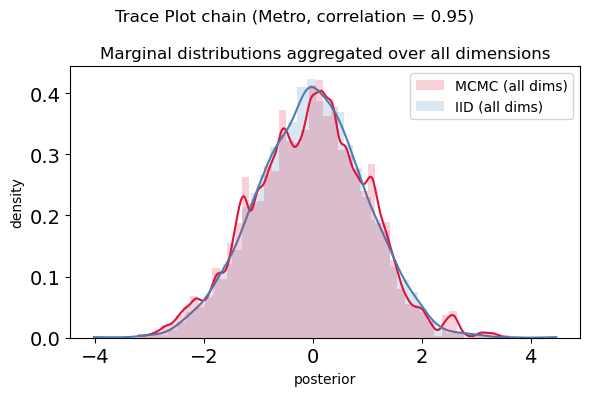 Trace Plot chain (Metro, correlation = 0.95)
Marginal distributions aggregated over all dimensions
MCMC (all dims)
IID (all dims)
density
0.4
0.3
0.2
0.1
0.0
−4
−2
0
2
4
posterior